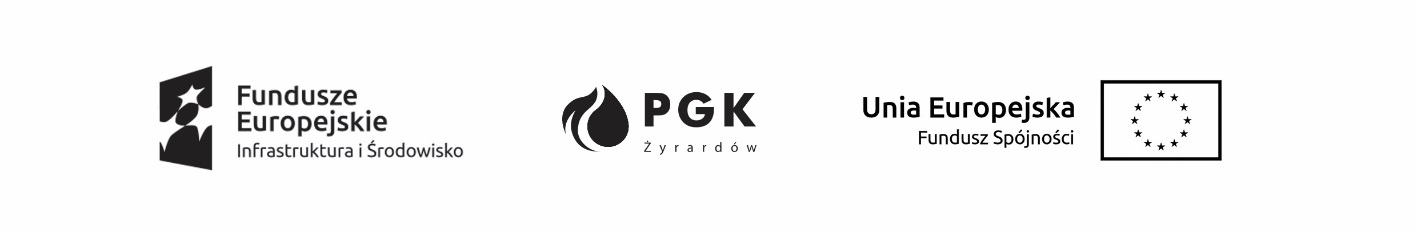 Fundusze
Europejskie
Infrastruktura i Środowisko
PGK
Żyrardów
Unia Europejska
Fundusz Spójności